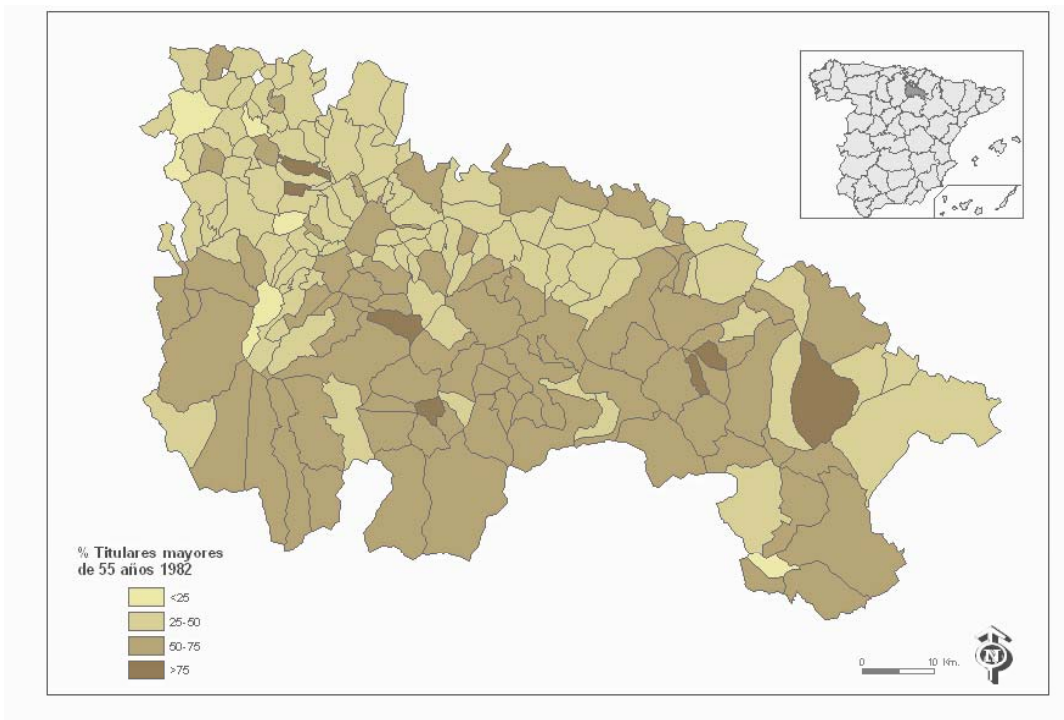 % Titulares mayores
de 55 años 1982
<25
25-50
50-75
>75
0 10 Km.
N